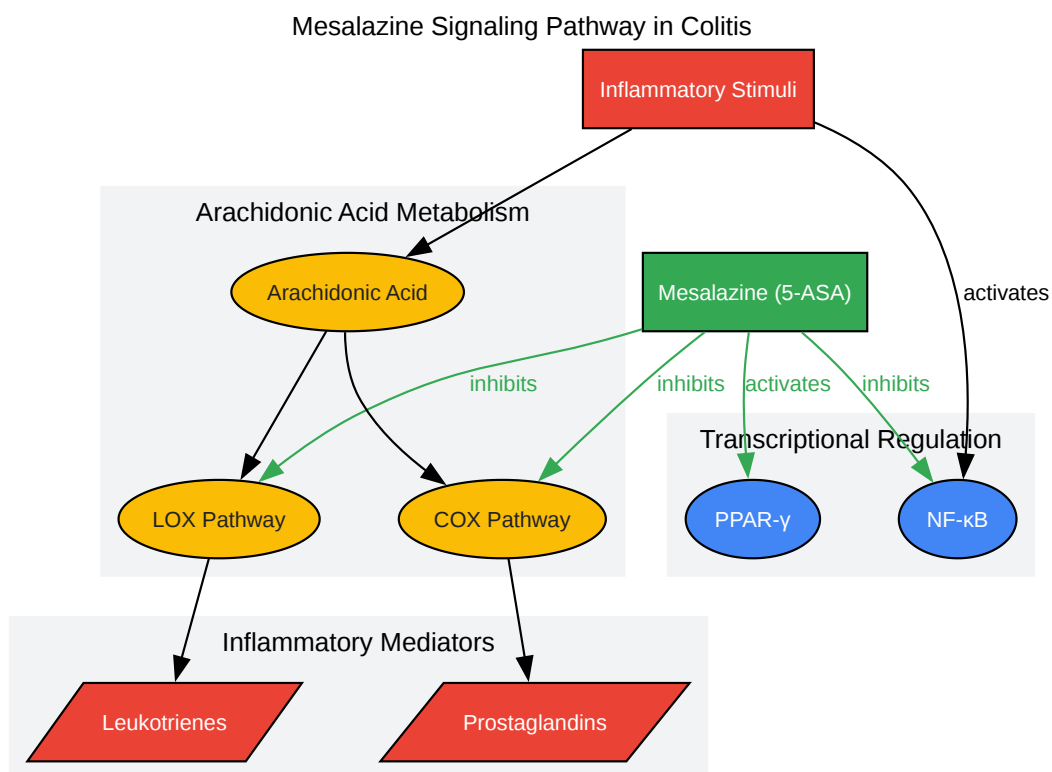 Mesalazine Signaling Pathway in Colitis
Inflammatory Stimuli
Arachidonic Acid Metabolism
Arachidonic Acid
Mesalazine (5-ASA)
activates
inhibits
inhibits
activates
inhibits
Transcriptional Regulation
LOX Pathway
COX Pathway
PPAR-γ
NF-κB
Inflammatory Mediators
Leukotrienes
Prostaglandins